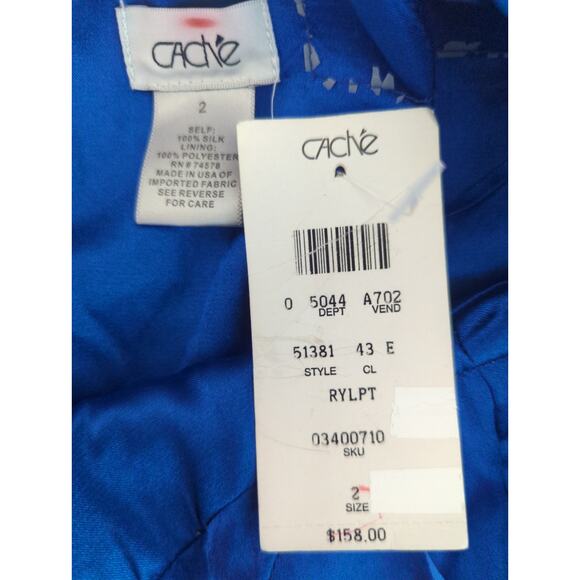 CAChé
2
SELF:
100% SILK
LINING:
100% POLYESTER
RN# 74578
MADE IN USA OF
IMPORTED FABRIC
SEE REVERSE
FOR CARE
CAChé
0 5044 A702
DEPT VEND
51381 43 E
STYLE CL
RYLPT
03400710
SKU
2
SIZE
$158.00